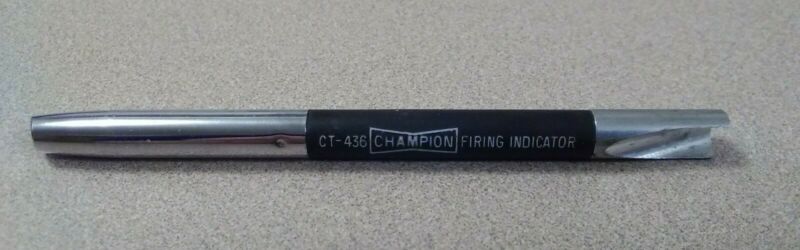 CT-436 CHAMPION FIRING INDICATOR